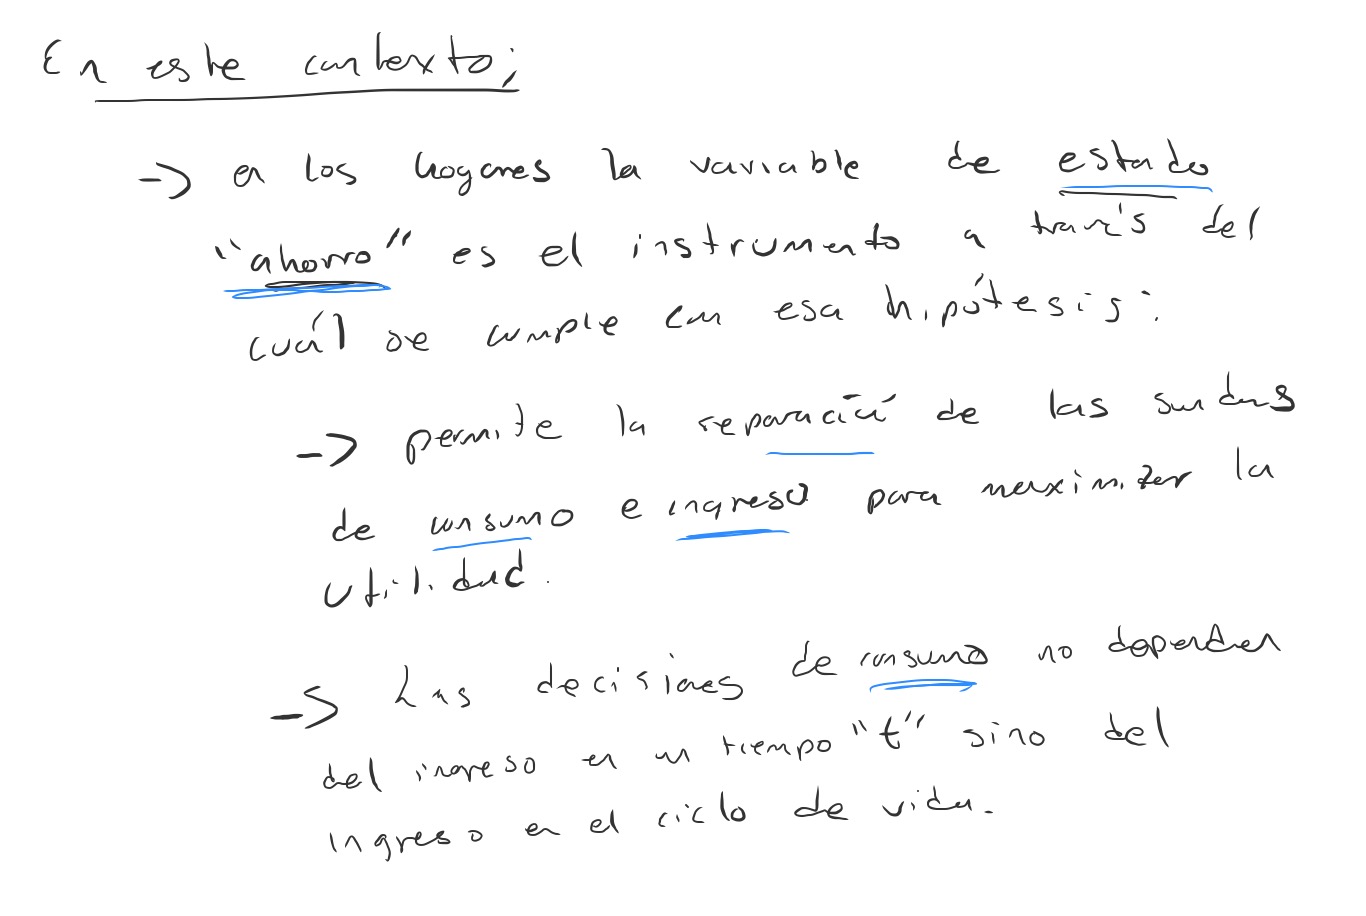 En este contexto;
-> en los hogares la variable de estado
"ahorro" es el instrumento a través del
cuál se cumple con esa hipótesis:
-> permite la separación de las sendas
de consumo e ingreso para maximizar la
utilidad.
-> Las decisiones de consumo no dependen
del ingreso en un tiempo "t" sino del
ingreso en el ciclo de vida.